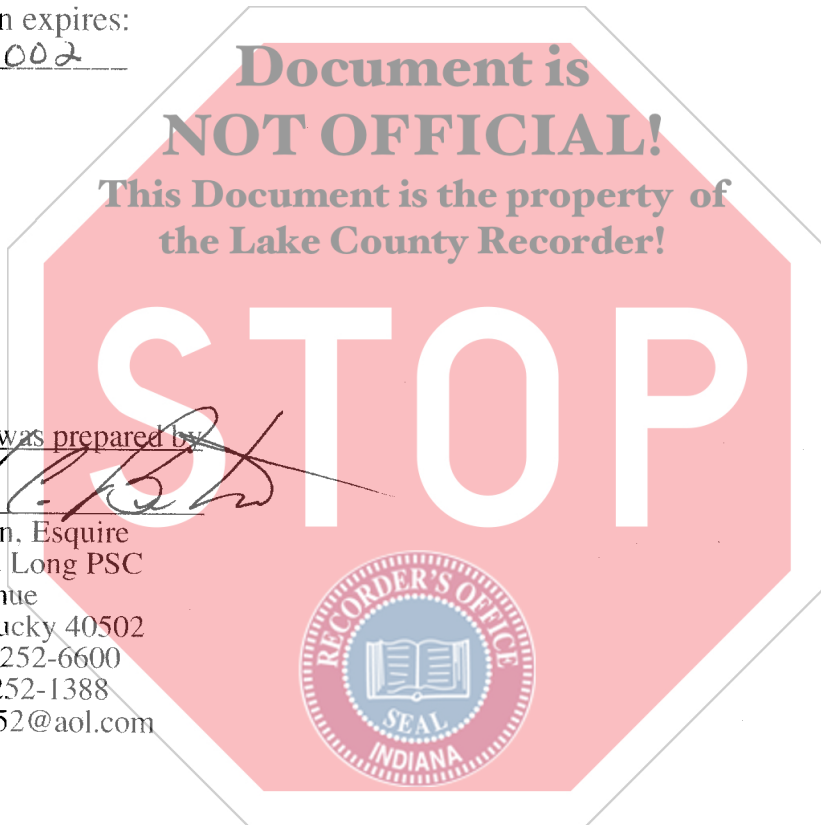 n expires:
002
Document is
NOT OFFICIAL!
This Document is the property of
the Lake County Recorder!
STOP
was prepared by
n, Esquire
Long PSC
nue
ucky 40502
252-6600
252-1388
52@aol.com
RECORDER'S OFFICE
SEAL
INDIANA